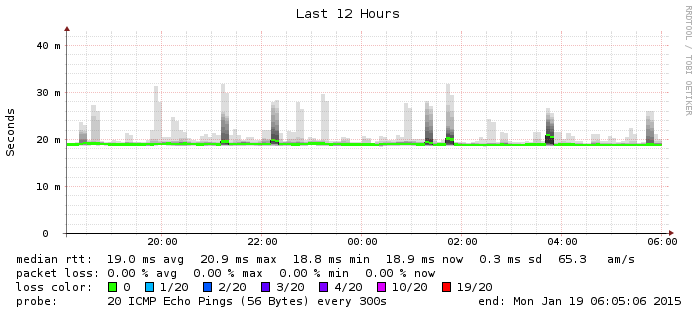 Last 12 Hours
RRDTOOL / TOBI OETIKER
Seconds
40 m
30 m
20 m
10 m
0
20:00 22:00 00:00 02:00 04:00 06:00
median rtt: 19.0 ms avg 20.9 ms max 18.8 ms min 18.9 ms now 0.3 ms sd 65.3 am/s
packet loss: 0.00 % avg 0.00 % max 0.00 % min 0.00 % now
loss color: 0 1/20 2/20 3/20 4/20 10/20 19/20
probe: 20 ICMP Echo Pings (56 Bytes) every 300s end: Mon Jan 19 06:05:06 2015